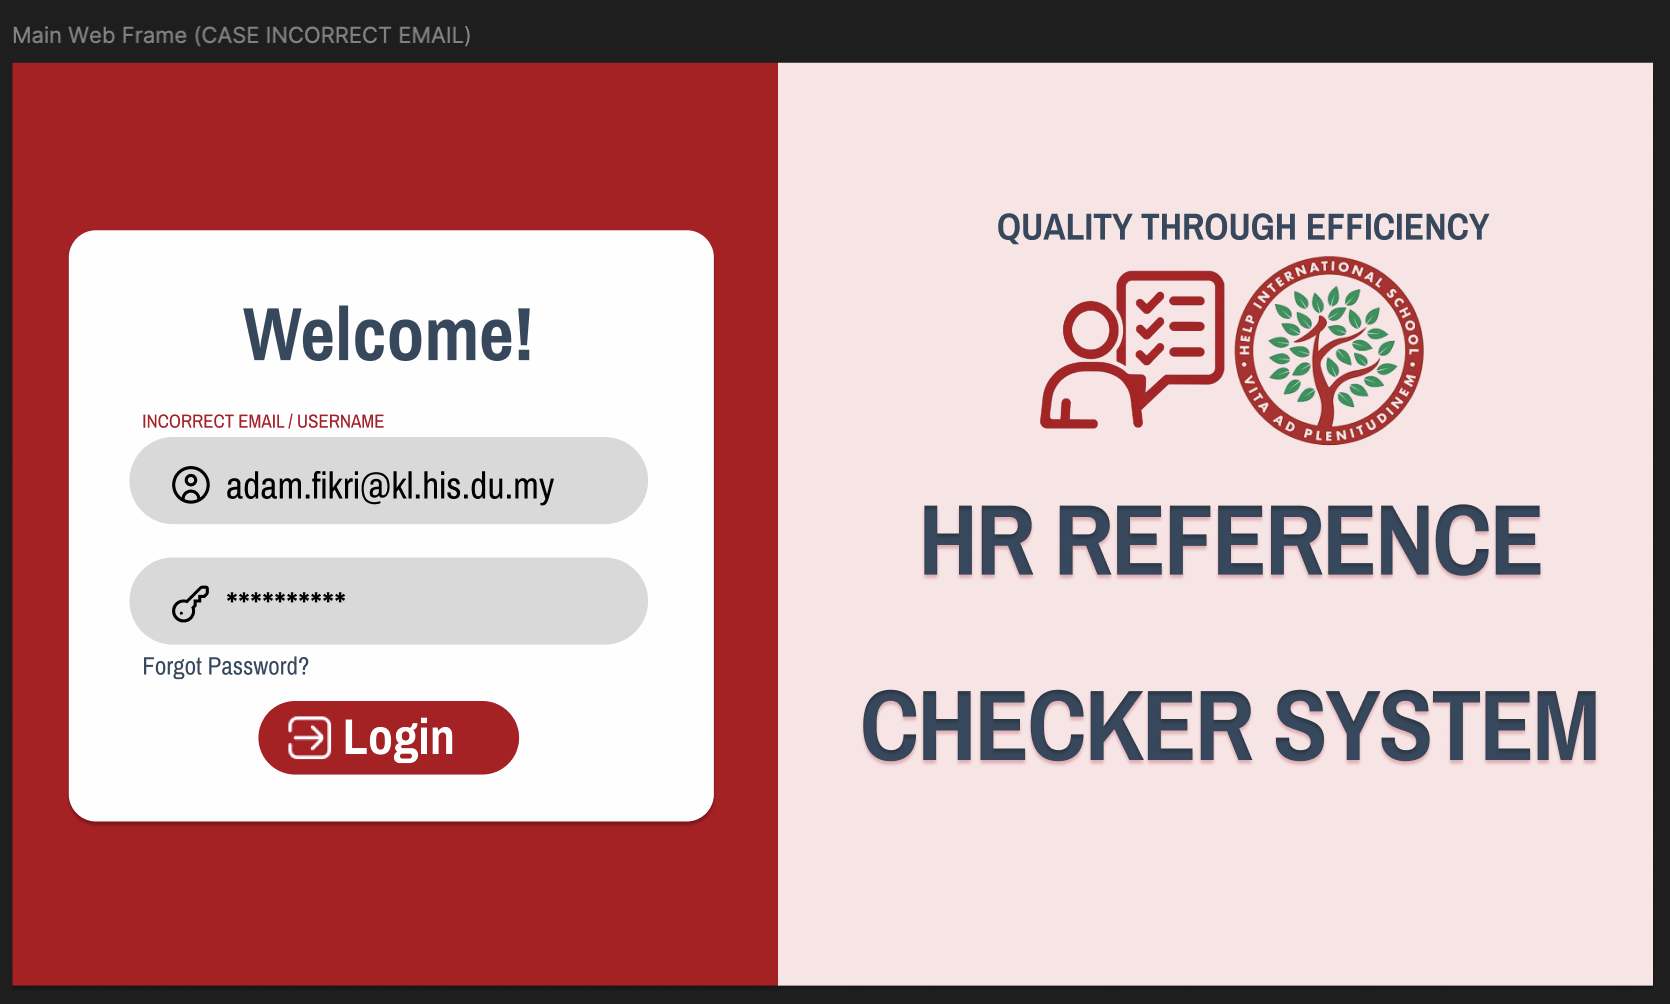 Main Web Frame (CASE INCORRECT EMAIL)
Welcome!
INCORRECT EMAIL / USERNAME
adam.fikri@kl.his.du.my
**********
Forgot Password?
Login
QUALITY THROUGH EFFICIENCY
HELP INTERNATIONAL SCHOOL
VITA AD PLENITUDINEM
HR REFERENCE
CHECKER SYSTEM